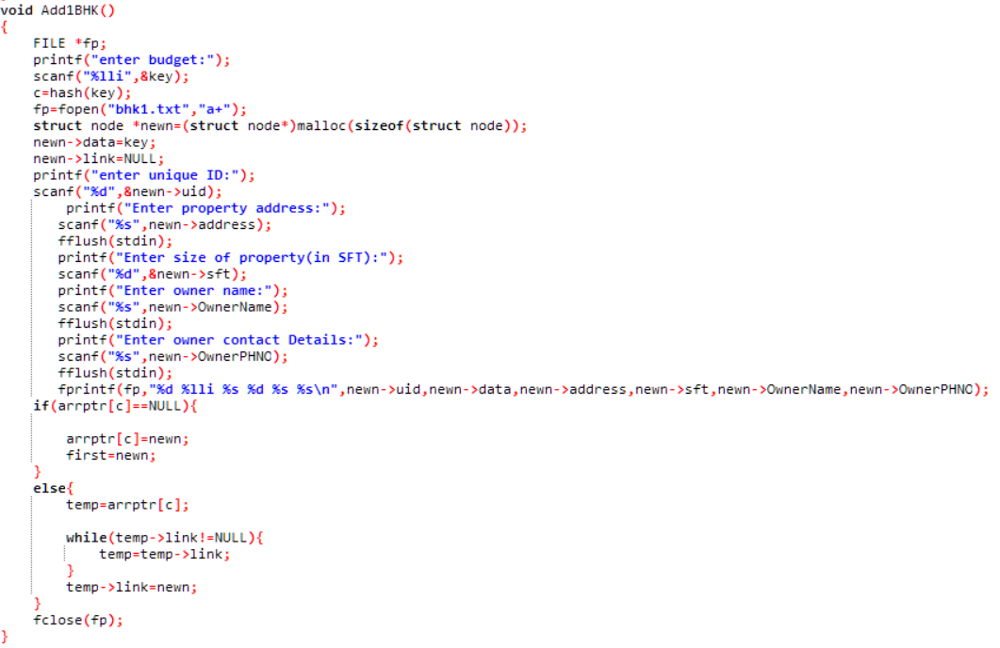 void Add1BHK()
{
FILE *fp;
printf("enter budget:");
scanf("%lli",&key);
c=hash(key);
fp=fopen("bhk1.txt","a+");
struct node *newn=(struct node*)malloc(sizeof(struct node));
newn->data=key;
newn->link=NULL;
printf("enter unique ID:");
scanf("%d",&newn->uid);
printf("Enter property address:");
scanf("%s",newn->address);
fflush(stdin);
printf("Enter size of property(in SFT):");
scanf("%d",&newn->sft);
printf("Enter owner name:");
scanf("%s",newn->OwnerName);
fflush(stdin);
printf("Enter owner contact Details:");
scanf("%s",newn->OwnerPHNO);
fflush(stdin);
fprintf(fp,"%d %lli %s %d %s %s\n",newn->uid,newn->data,newn->address,newn->sft,newn->OwnerName,newn->OwnerPHNO);
if(arrptr[c]==NULL){
arrptr[c]=newn;
first=newn;
}
else{
temp=arrptr[c];
while(temp->link!=NULL){
temp=temp->link;
}
temp->link=newn;
}
fclose(fp);
}